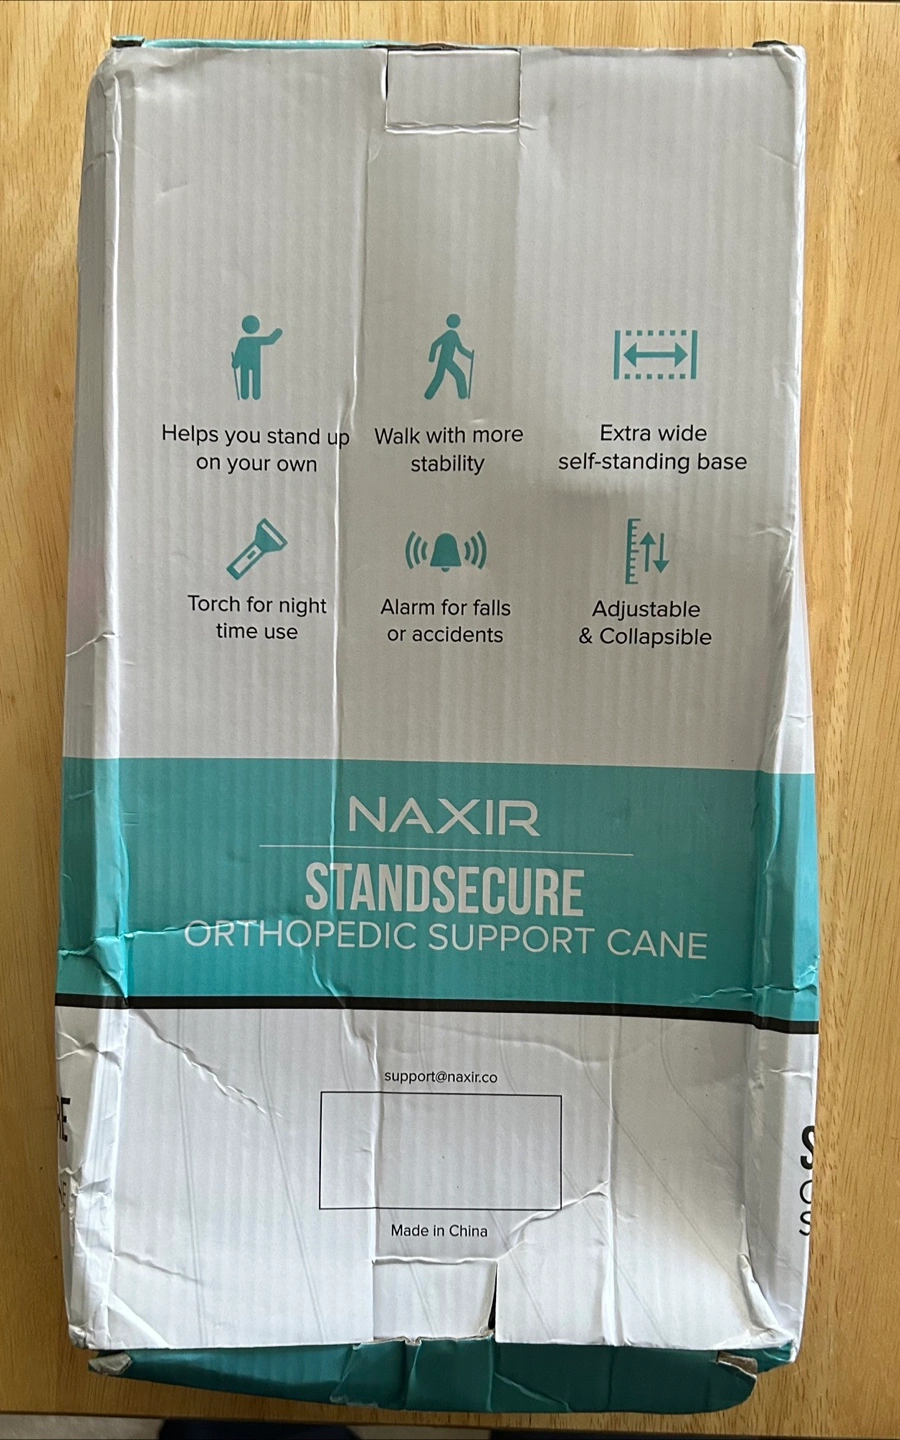 Helps you stand up
on your own
Walk with more
stability
Extra wide
self-standing base
Torch for night
time use
Alarm for falls
or accidents
Adjustable
& Collapsible
NAXIR
STANDSECURE
ORTHOPEDIC SUPPORT CANE
support@naxir.co
Made in China